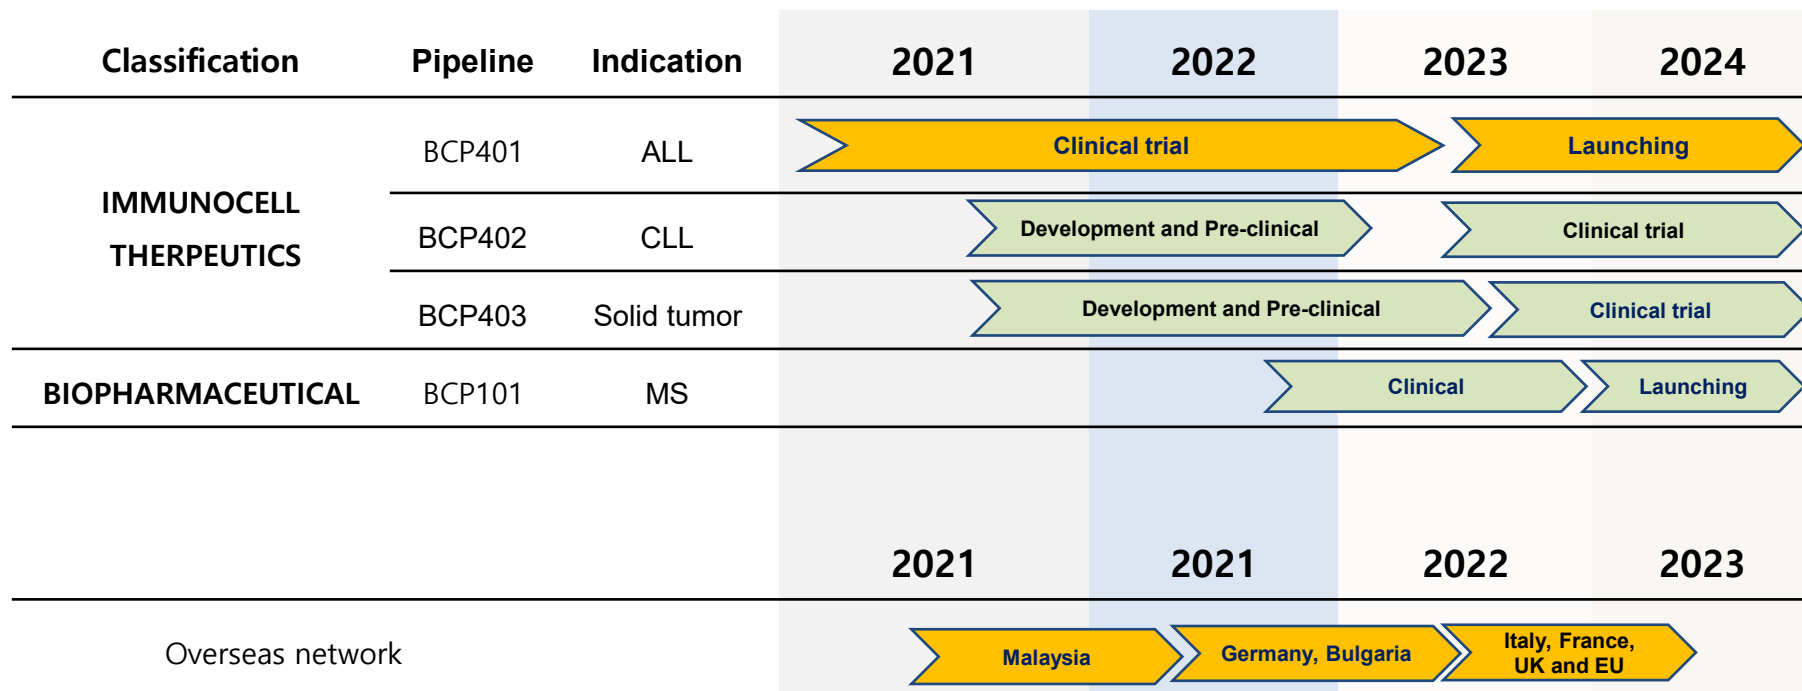 Classification Pipeline Indication 2021 2022 2023 2024
BCP401 ALL Clinical trial Launching
IMMUNOCELL
THERPEUTICS
BCP402 CLL Development and Pre-clinical Clinical trial
BCP403 Solid tumor Development and Pre-clinical Clinical trial
BIOPHARMACEUTICAL BCP101 MS Clinical Launching
2021 2021 2022 2023
Overseas network Malaysia Germany, Bulgaria Italy, France,
UK and EU